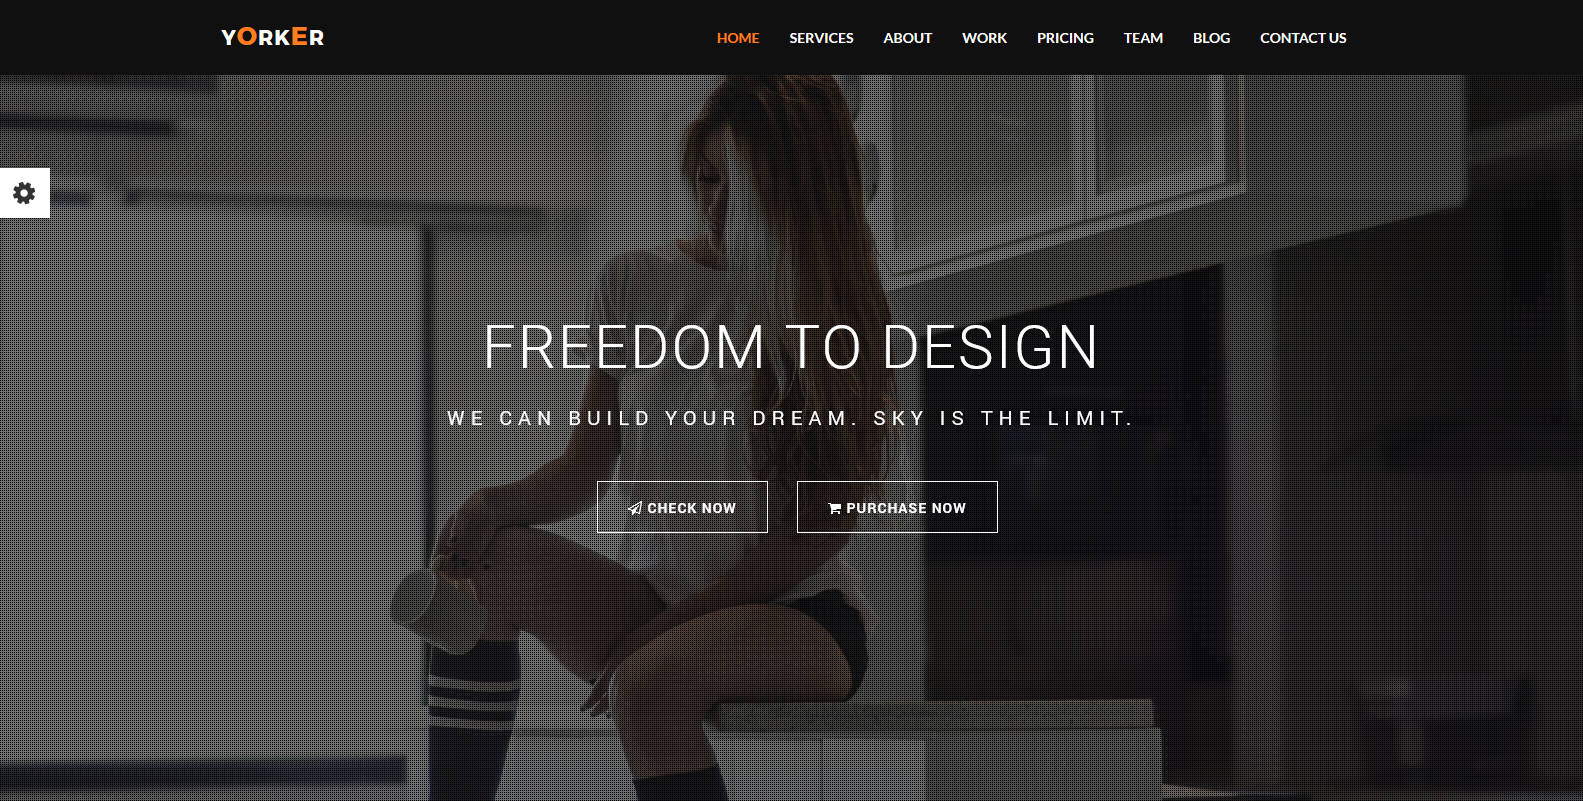 YORKER
HOME SERVICES ABOUT WORK PRICING TEAM BLOG CONTACT US
FREEDOM TO DESIGN
WE CAN BUILD YOUR DREAM. SKY IS THE LIMIT.
CHECK NOW PURCHASE NOW